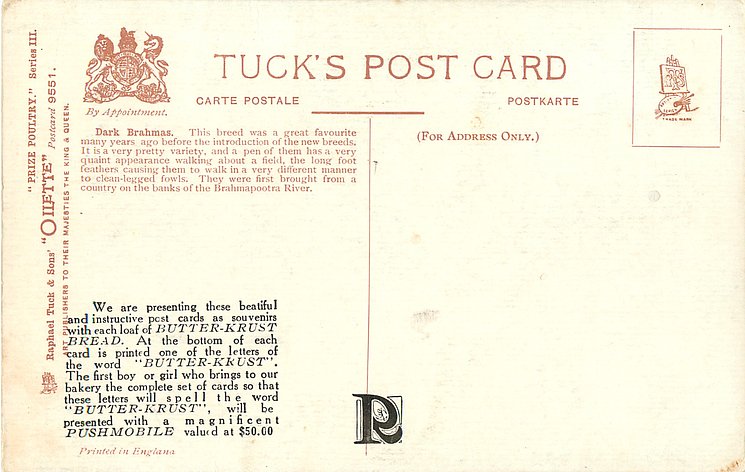 "PRIZE POULTRY." Series III.
Raphael Tuck & Sons' "OILETTE" Postcard 9551.
ART PUBLISHERS TO THEIR MAJESTIES THE KING & QUEEN.
By Appointment.
TUCK'S POST CARD
CARTE POSTALE
POSTKARTE
TRADE MARK
(FOR ADDRESS ONLY.)
Dark Brahmas. This breed was a great favourite
many years ago before the introduction of the new breeds.
It is a very pretty variety, and a pen of them has a very
quaint appearance walking about a field, the long foot
feathers causing them to walk in a very different manner
to clean-legged fowls. They were first brought from a
country on the banks of the Brahmapootra River.
We are presenting these beatiful
and instructive post cards as souvenirs
with each loaf of BUTTER-KRUST
BREAD. At the bottom of each
card is printed one of the letters of
the word "BUTTER-KRUST".
The first boy or girl who brings to our
bakery the complete set of cards so that
these letters will spell the word
"BUTTER-KRUST", will be
presented with a magnificent
PUSHMOBILE valued at $50.00
R
Printed in England